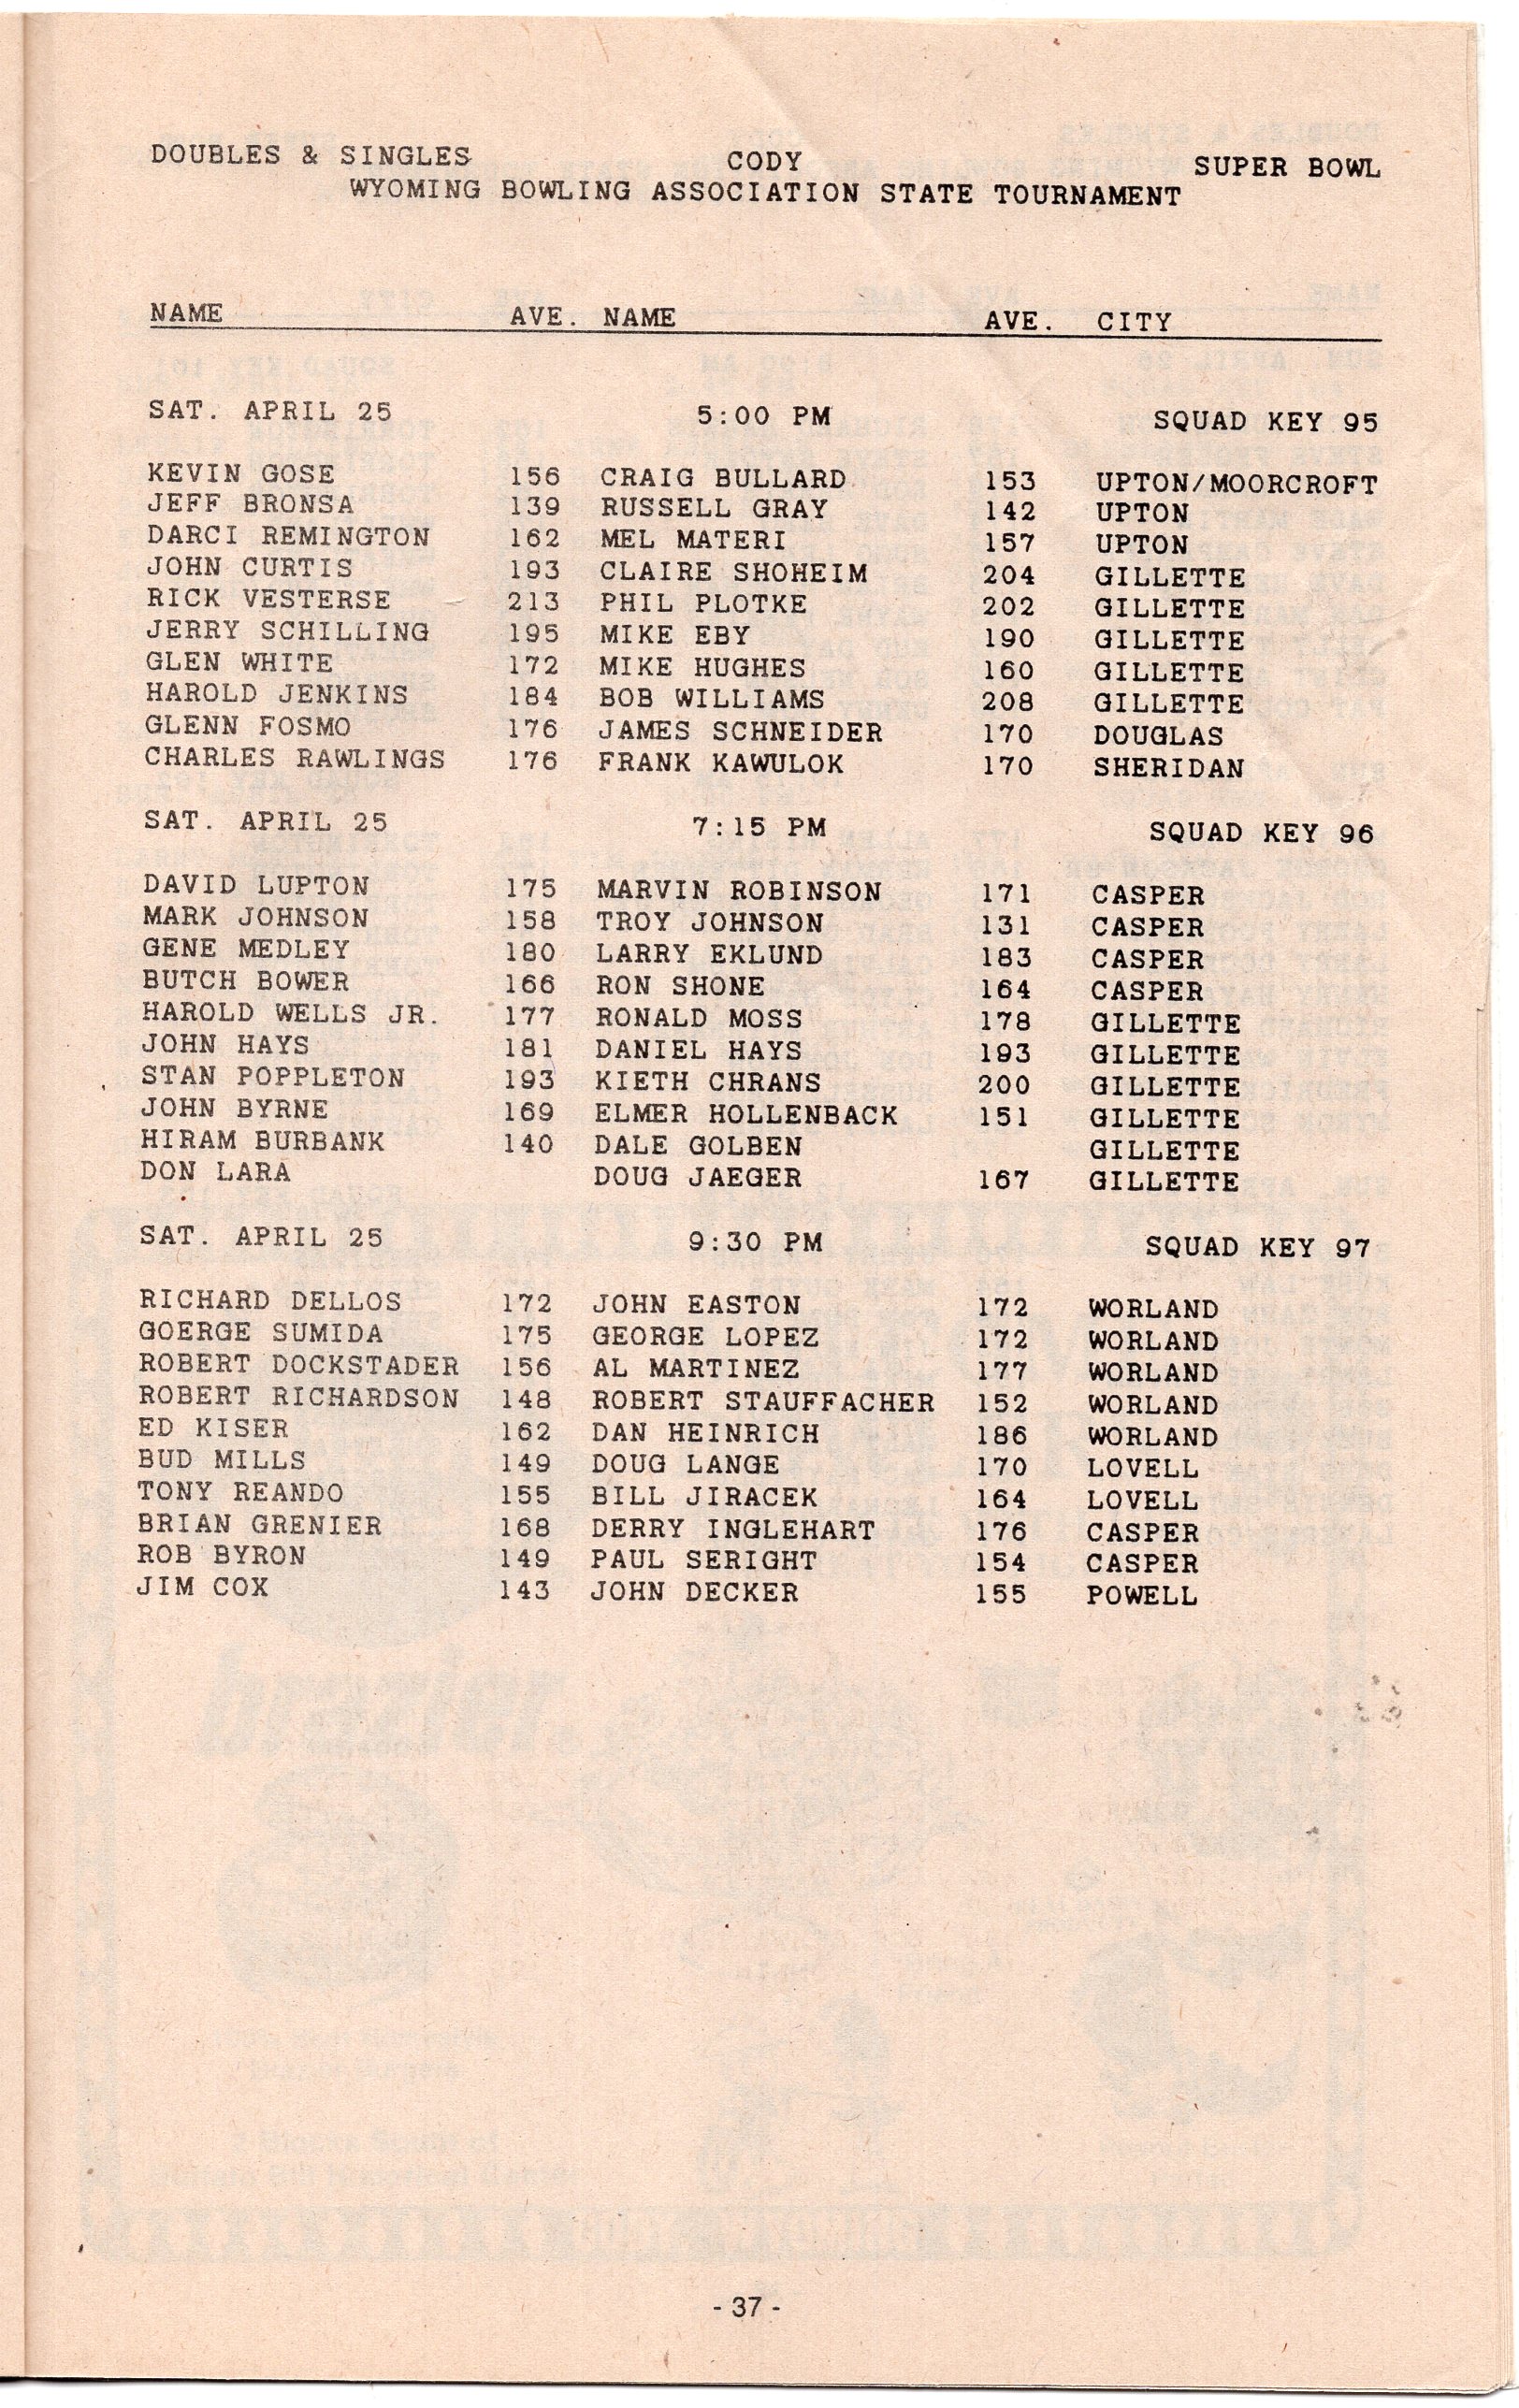 DOUBLES & SINGLES CODY SUPER BOWL
WYOMING BOWLING ASSOCIATION STATE TOURNAMENT
NAME AVE. NAME AVE. CITY
SAT. APRIL 25 5:00 PM SQUAD KEY 95
KEVIN GOSE 156 CRAIG BULLARD 153 UPTON/MOORCROFT
JEFF BRONSA 139 RUSSELL GRAY 142 UPTON
DARCI REMINGTON 162 MEL MATERI 157 UPTON
JOHN CURTIS 193 CLAIRE SHOHEIM 204 GILLETTE
RICK VESTERSE 213 PHIL PLOTKE 202 GILLETTE
JERRY SCHILLING 195 MIKE EBY 190 GILLETTE
GLEN WHITE 172 MIKE HUGHES 160 GILLETTE
HAROLD JENKINS 184 BOB WILLIAMS 208 GILLETTE
GLENN FOSMO 176 JAMES SCHNEIDER 170 DOUGLAS
CHARLES RAWLINGS 176 FRANK KAWULOK 170 SHERIDAN
SAT. APRIL 25 7:15 PM SQUAD KEY 96
DAVID LUPTON 175 MARVIN ROBINSON 171 CASPER
MARK JOHNSON 158 TROY JOHNSON 131 CASPER
GENE MEDLEY 180 LARRY EKLUND 183 CASPER
BUTCH BOWER 166 RON SHONE 164 CASPER
HAROLD WELLS JR. 177 RONALD MOSS 178 GILLETTE
JOHN HAYS 181 DANIEL HAYS 193 GILLETTE
STAN POPPLETON 193 KIETH CHRANS 200 GILLETTE
JOHN BYRNE 169 ELMER HOLLENBACK 151 GILLETTE
HIRAM BURBANK 140 DALE GOLBEN GILLETTE
DON LARA DOUG JAEGER 167 GILLETTE
SAT. APRIL 25 9:30 PM SQUAD KEY 97
RICHARD DELLOS 172 JOHN EASTON 172 WORLAND
GOERGE SUMIDA 175 GEORGE LOPEZ 172 WORLAND
ROBERT DOCKSTADER 156 AL MARTINEZ 177 WORLAND
ROBERT RICHARDSON 148 ROBERT STAUFFACHER 152 WORLAND
ED KISER 162 DAN HEINRICH 186 WORLAND
BUD MILLS 149 DOUG LANGE 170 LOVELL
TONY REANDO 155 BILL JIRACEK 164 LOVELL
BRIAN GRENIER 168 DERRY INGLEHART 176 CASPER
ROB BYRON 149 PAUL SERIGHT 154 CASPER
JIM COX 143 JOHN DECKER 155 POWELL
- 37 -